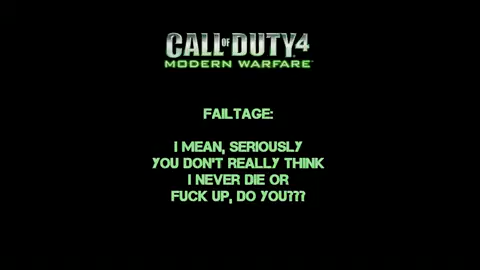 CALL OF DUTY 4
MODERN WARFARE
FAILTAGE:
I MEAN, SERIOUSLY
YOU DON'T REALLY THINK
I NEVER DIE OR
FUCK UP, DO YOU???